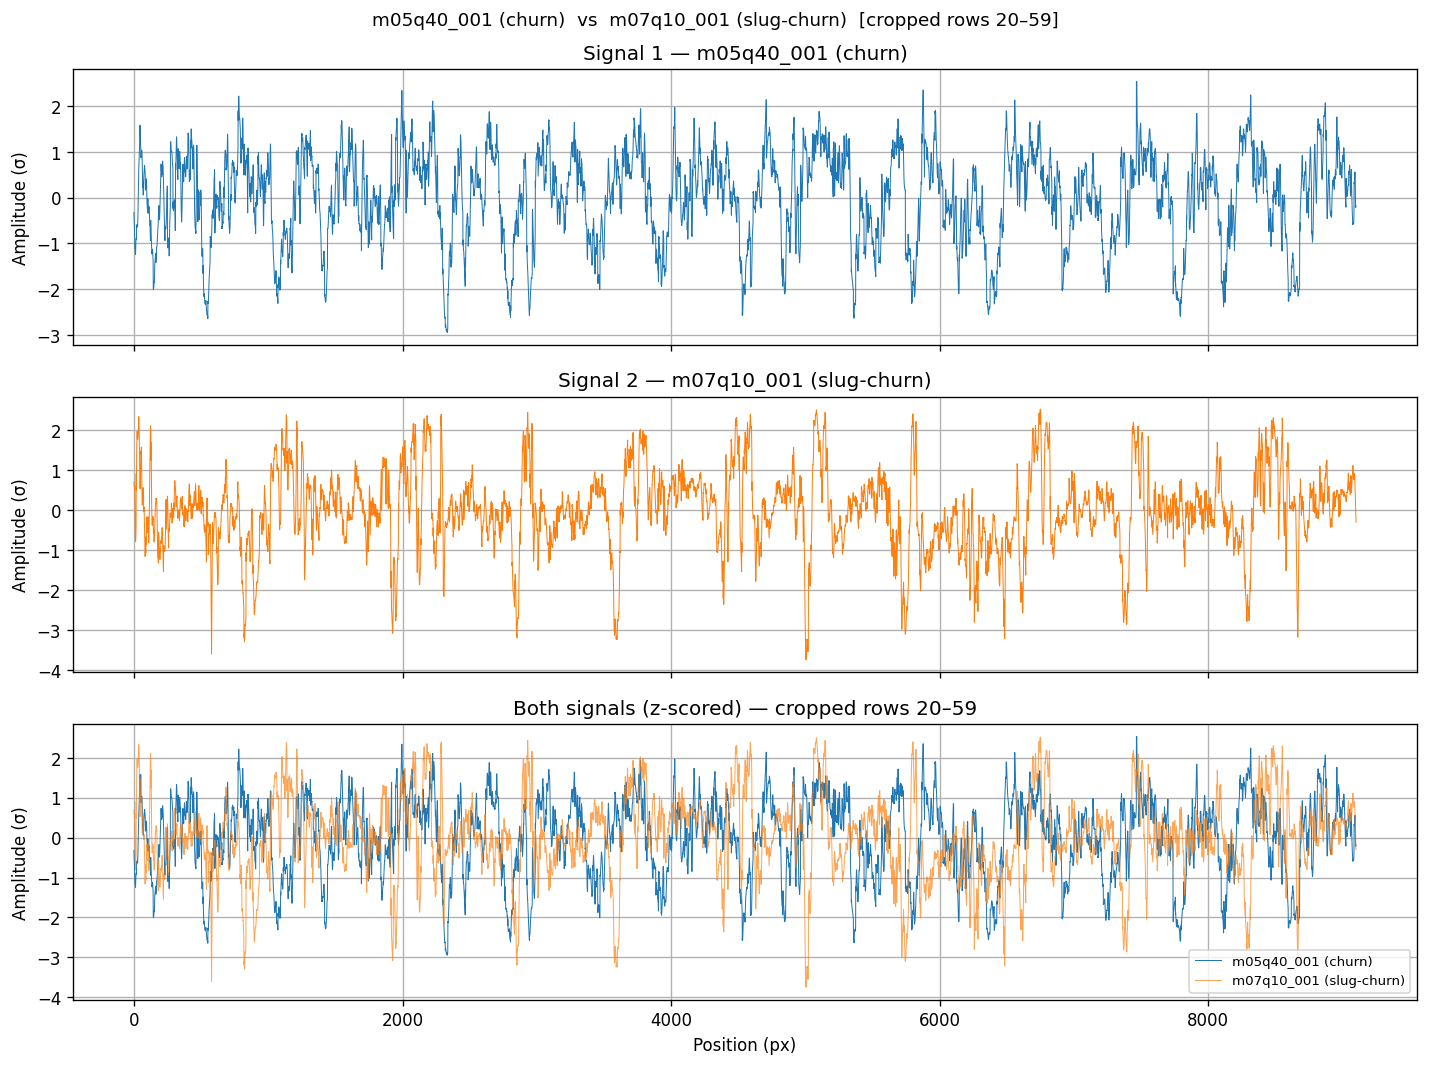 m05q40_001 (churn)  vs  m07q10_001 (slug-churn)  [cropped rows 20–59]
Signal 1 — m05q40_001 (churn)
Amplitude (σ)
2
1
0
−1
−2
−3
Signal 2 — m07q10_001 (slug-churn)
Amplitude (σ)
2
1
0
−1
−2
−3
−4
Both signals (z-scored) — cropped rows 20–59
Amplitude (σ)
2
1
0
−1
−2
−3
−4
m05q40_001 (churn)
m07q10_001 (slug-churn)
0 2000 4000 6000 8000
Position (px)